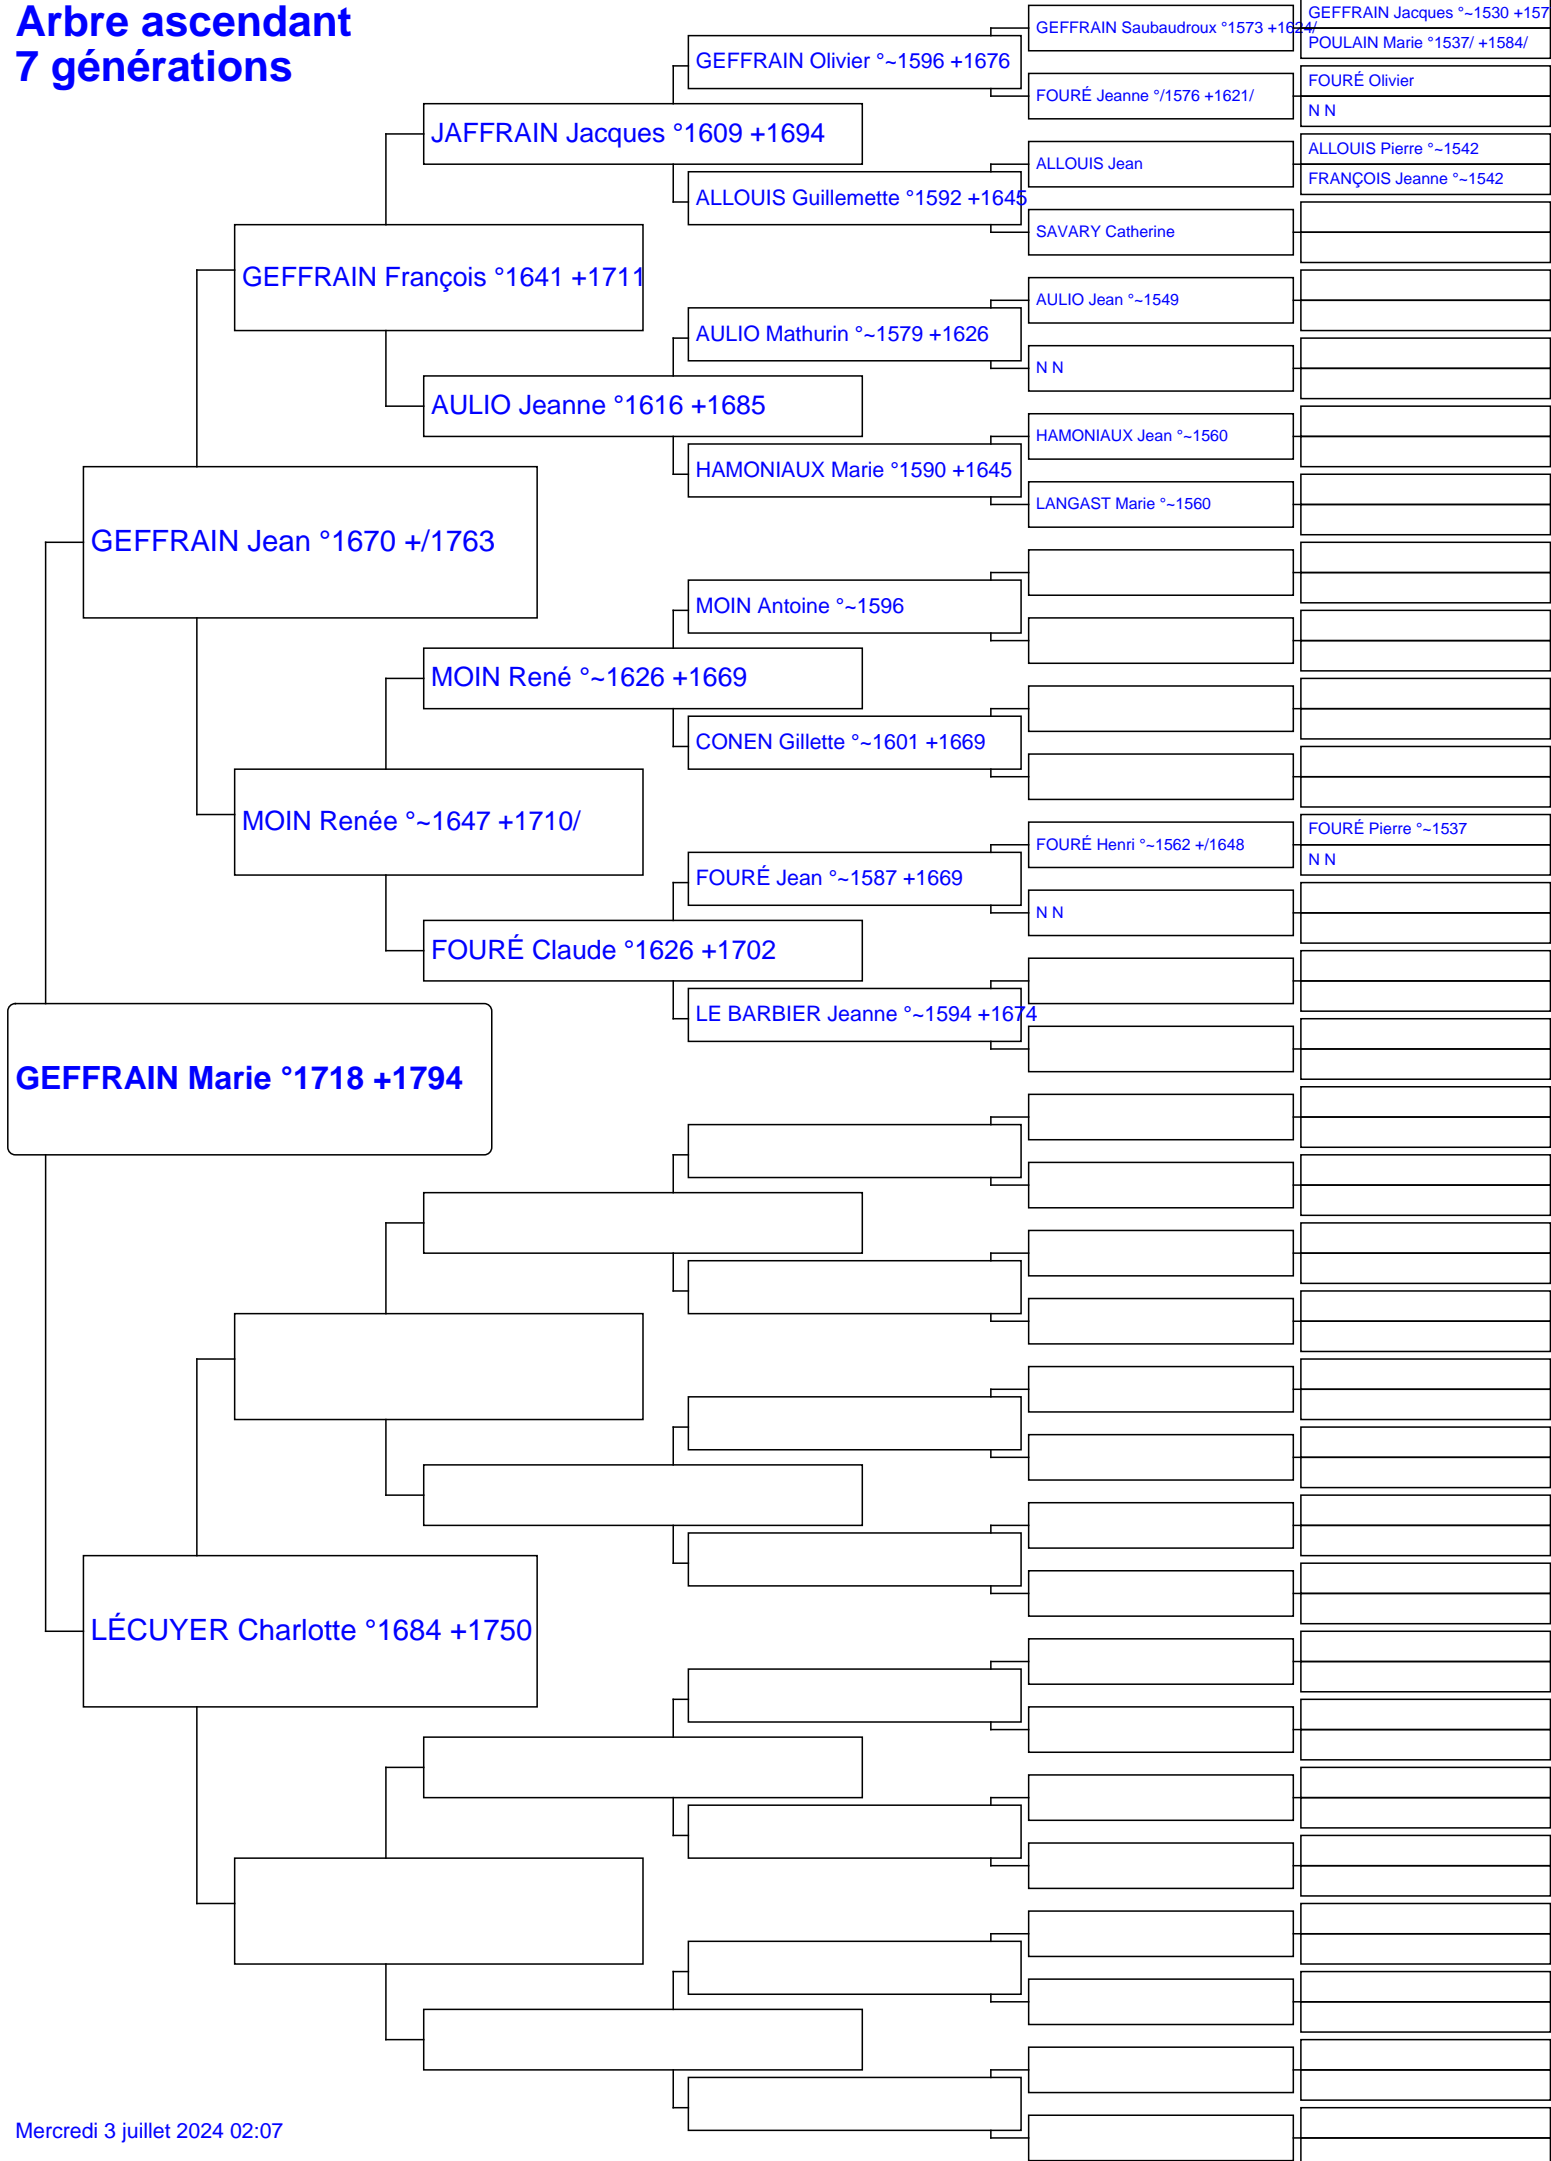 Arbre ascendant
7 générations
GEFFRAIN Jacques °~1530 +157
GEFFRAIN Saubaudroux °1573 +1624/
POULAIN Marie °1537/ +1584/
GEFFRAIN Olivier °~1596 +1676
FOURÉ Olivier
FOURÉ Jeanne °/1576 +1621/
N N
JAFFRAIN Jacques °1609 +1694
ALLOUIS Pierre °~1542
ALLOUIS Jean
FRANÇOIS Jeanne °~1542
ALLOUIS Guillemette °1592 +1645
SAVARY Catherine
GEFFRAIN François °1641 +1711
AULIO Jean °~1549
AULIO Mathurin °~1579 +1626
N N
AULIO Jeanne °1616 +1685
HAMONIAUX Jean °~1560
HAMONIAUX Marie °1590 +1645
LANGAST Marie °~1560
GEFFRAIN Jean °1670 +/1763
MOIN Antoine °~1596
MOIN René °~1626 +1669
CONEN Gillette °~1601 +1669
MOIN Renée °~1647 +1710/
FOURÉ Pierre °~1537
FOURÉ Henri °~1562 +/1648
N N
FOURÉ Jean °~1587 +1669
N N
FOURÉ Claude °1626 +1702
LE BARBIER Jeanne °~1594 +1674
GEFFRAIN Marie °1718 +1794
LÉCUYER Charlotte °1684 +1750
Mercredi 3 juillet 2024 02:07